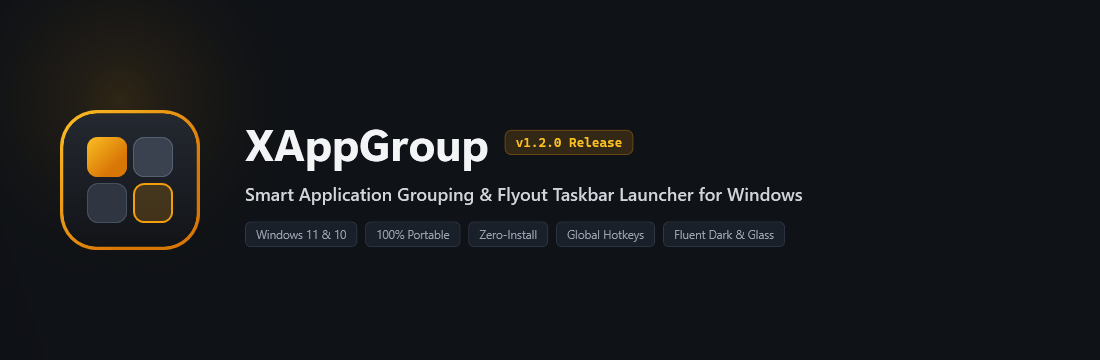 XAppGroup v1.2.0 Release
Smart Application Grouping & Flyout Taskbar Launcher for Windows
Windows 11 & 10 100% Portable Zero-Install Global Hotkeys Fluent Dark & Glass